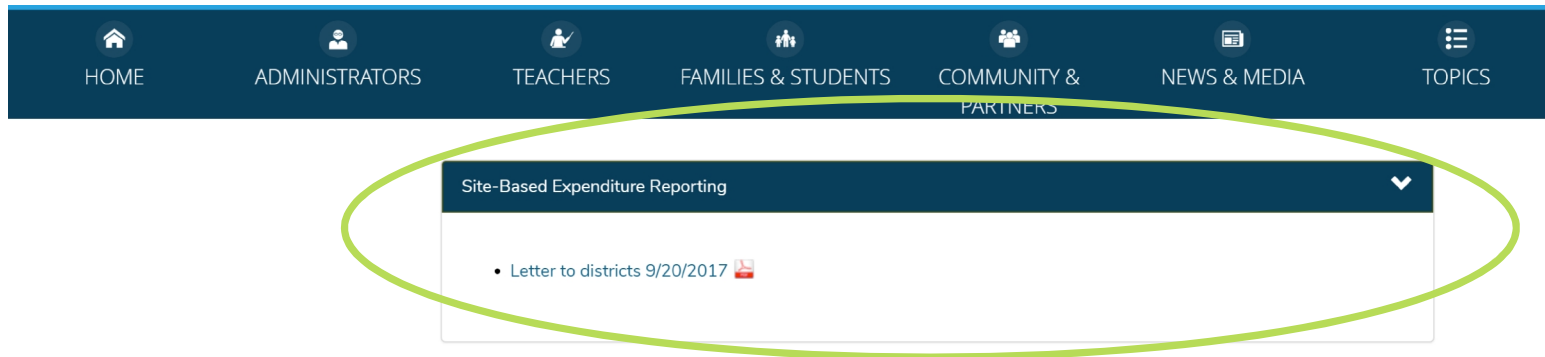 HOME ADMINISTRATORS TEACHERS FAMILIES & STUDENTS COMMUNITY & PARTNERS NEWS & MEDIA TOPICS
Site-Based Expenditure Reporting
• Letter to districts 9/20/2017